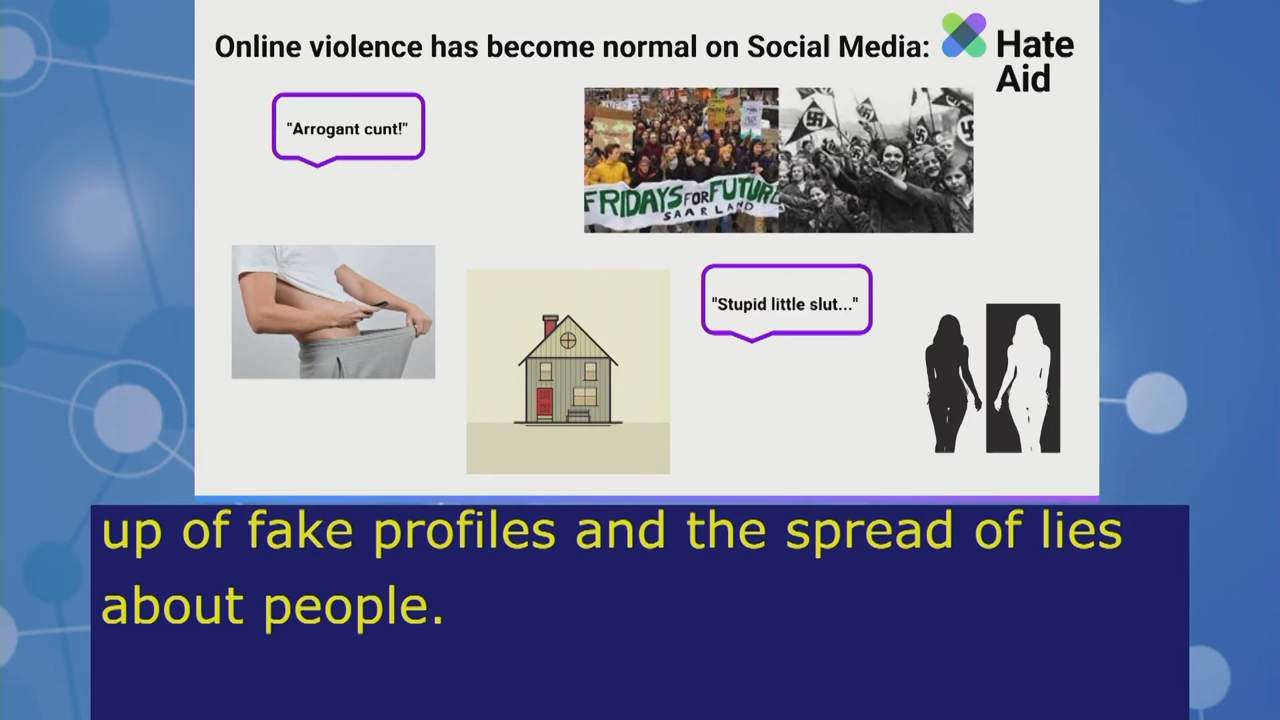 Online violence has become normal on Social Media:
Hate
Aid
"Arrogant cunt!"
FRIDAYS FOR FUTURE
SAARLAND
"Stupid little slut..."
up of fake profiles and the spread of lies
about people.